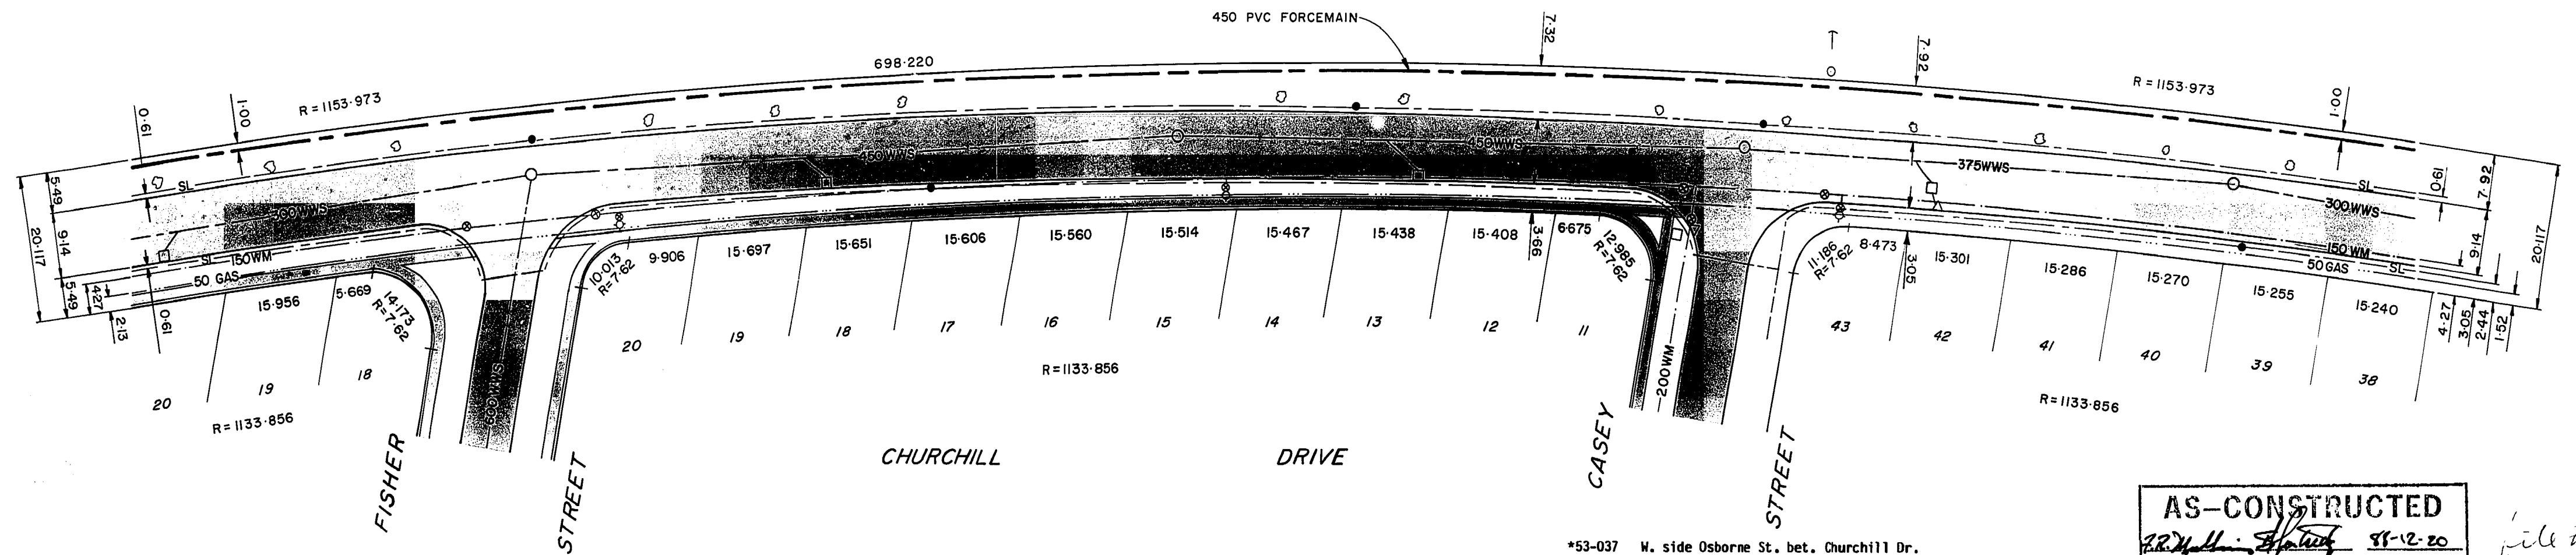 450 PVC FORCEMAIN
7·32
698·220
7·92
R = 1153·973
R = 1153·973
0·61
1·00
1·00
450WWS
450WWS
375WWS
SL
SL
0·61
7·92
5·49
300WWS
300WWS
20·117
9·14
SL
150WM
150 WM
9·14
20·117
50 GAS
50 GAS
SL
5·49
4·27
2·13
0·61
15·956
5·669
14·173
R=7·62
10·013
R=7·62
9·906
15·697
15·651
15·606
15·560
15·514
15·467
15·438
15·408
3·66
6·675
12·985
R=7·62
11·186
R=7·62
8·473
3·05
15·301
15·286
15·270
15·255
15·240
4·27
3·05
2·44
1·52
20
19
18
20
19
18
17
16
15
14
13
12
11
43
42
41
40
39
38
R=1133·856
R=1133·856
R=1133·856
600WWS
200WM
FISHER
STREET
CHURCHILL
DRIVE
CASEY
STREET
AS-CONSTRUCTED
88-12-20
*53-037 W. side Osborne St. bet. Churchill Dr.